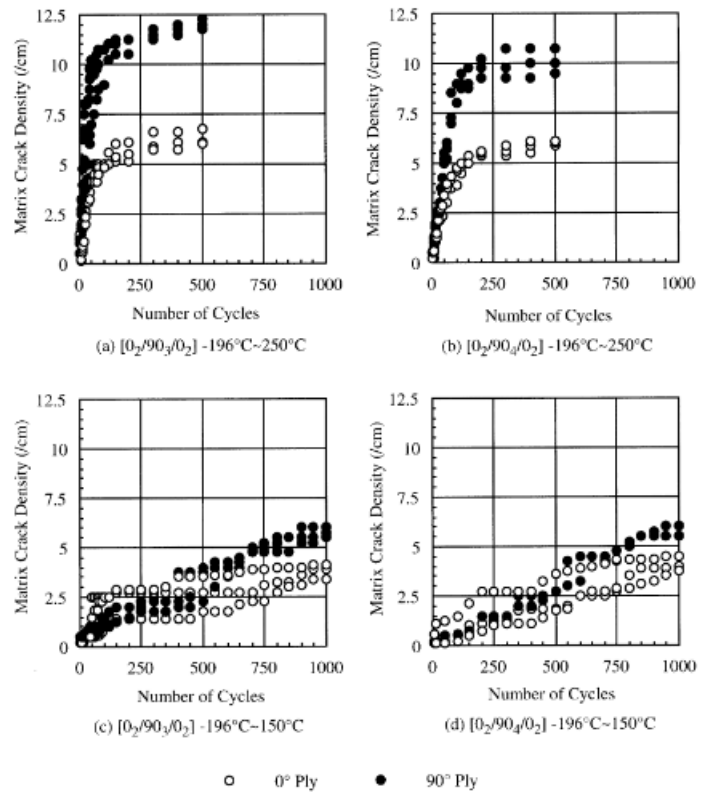 12.5
10
7.5
5
2.5
0
Matrix Crack Density (/cm)
0 250 500 750 1000
Number of Cycles
(a) [0₂/90₃/0₂] -196°C~250°C
12.5
10
7.5
5
2.5
0
Matrix Crack Density (/cm)
0 250 500 750 1000
Number of Cycles
(b) [0₂/90₄/0₂] -196°C~250°C
12.5
10
7.5
5
2.5
0
Matrix Crack Density (/cm)
0 250 500 750 1000
Number of Cycles
(c) [0₂/90₃/0₂] -196°C~150°C
12.5
10
7.5
5
2.5
0
Matrix Crack Density (/cm)
0 250 500 750 1000
Number of Cycles
(d) [0₂/90₄/0₂] -196°C~150°C
0° Ply 90° Ply